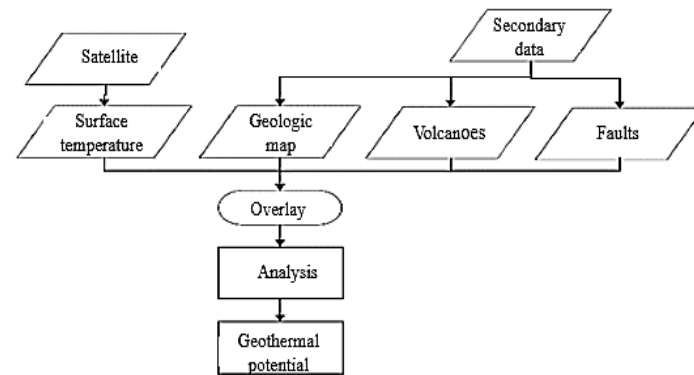 Secondary
data
Satellite
Surface
temperature
Geologic
map
Volcanoes
Faults
Overlay
Analysis
Geothermal
potential